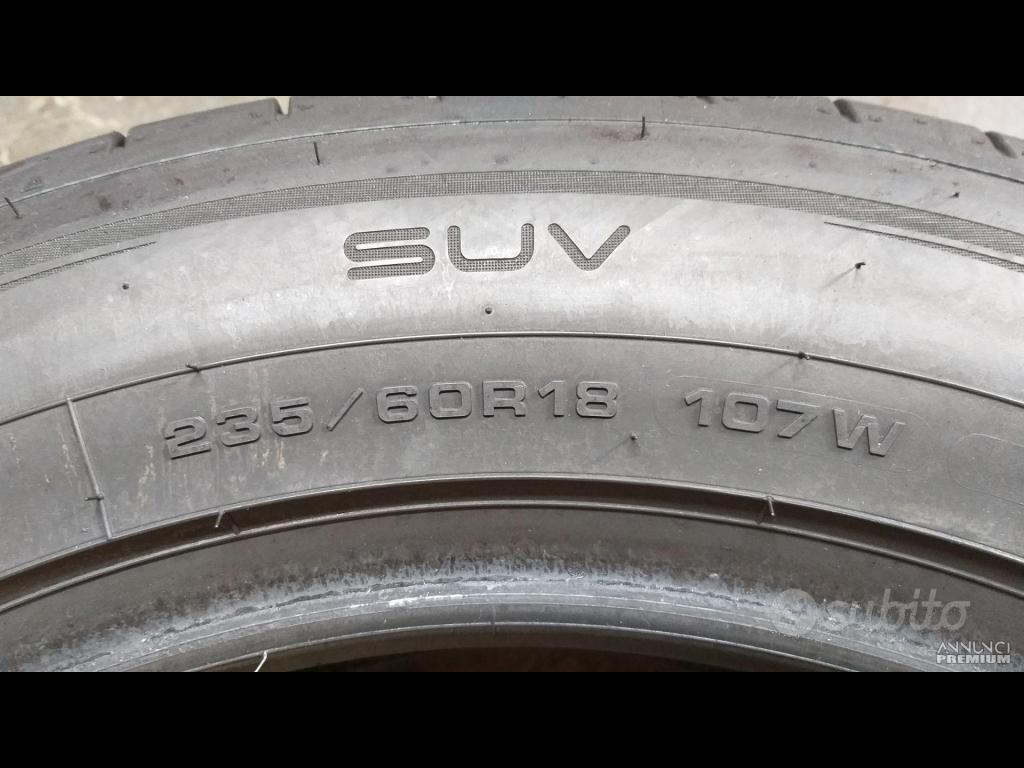 SUV
235/60R18 107W
subito
ANNUNCI
PREMIUM